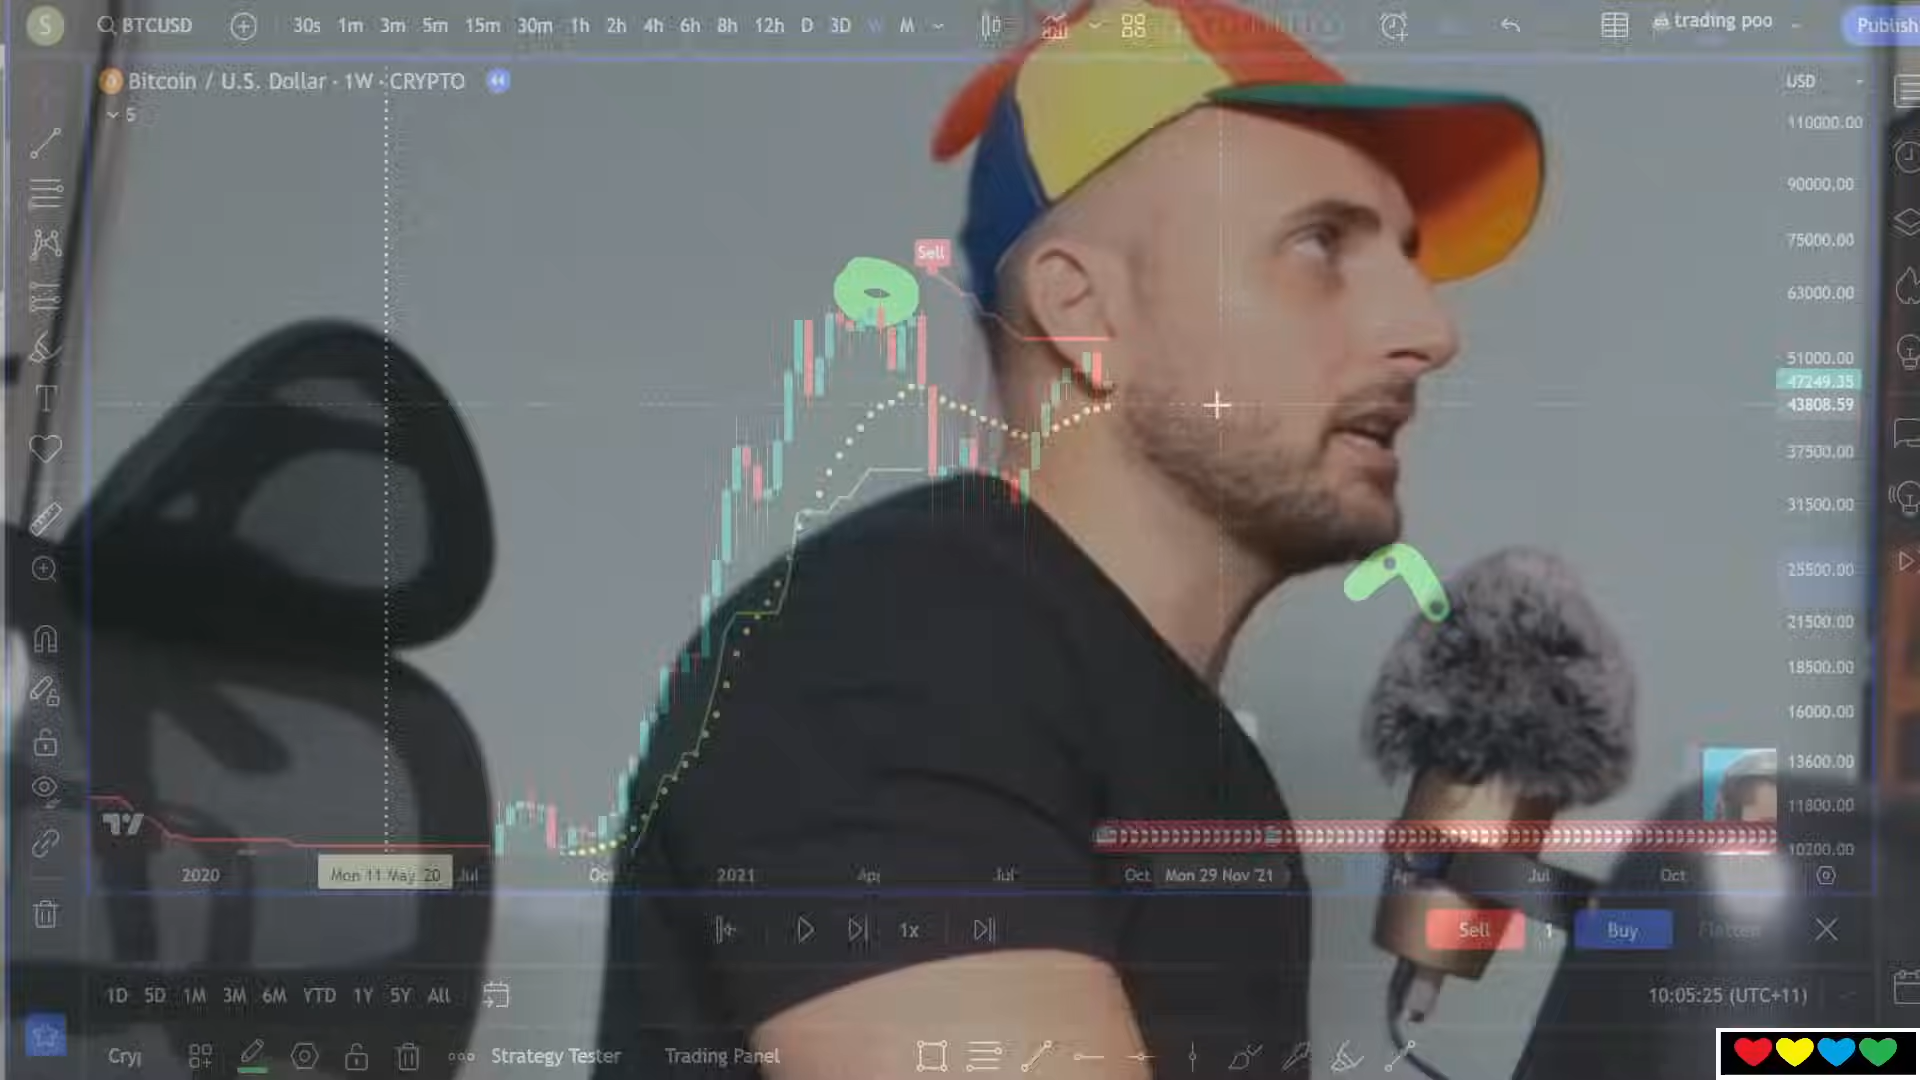 S BTCUSD 30s 1m 3m 5m 15m 30m 1h 2h 4h 6h 8h 12h D 3D W M trading poo Publish
Bitcoin / U.S. Dollar · 1W · CRYPTO USD
5
110000.00
90000.00
75000.00
Sell
63000.00
51000.00
47249.35
43808.59
37500.00
31500.00
25500.00
21500.00
18500.00
16000.00
13600.00
11800.00
10200.00
2020 Mon 11 May '20 Jul Oct 2021 Apr Jul Oct Mon 29 Nov '21 Apr Jul Oct
1x Sell 1 Buy Flatten
1D 5D 1M 3M 6M YTD 1Y 5Y All 10:05:25 (UTC+11)
Strategy Tester Trading Panel